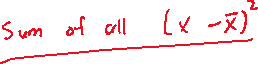 Sum of all (x - x̄)²